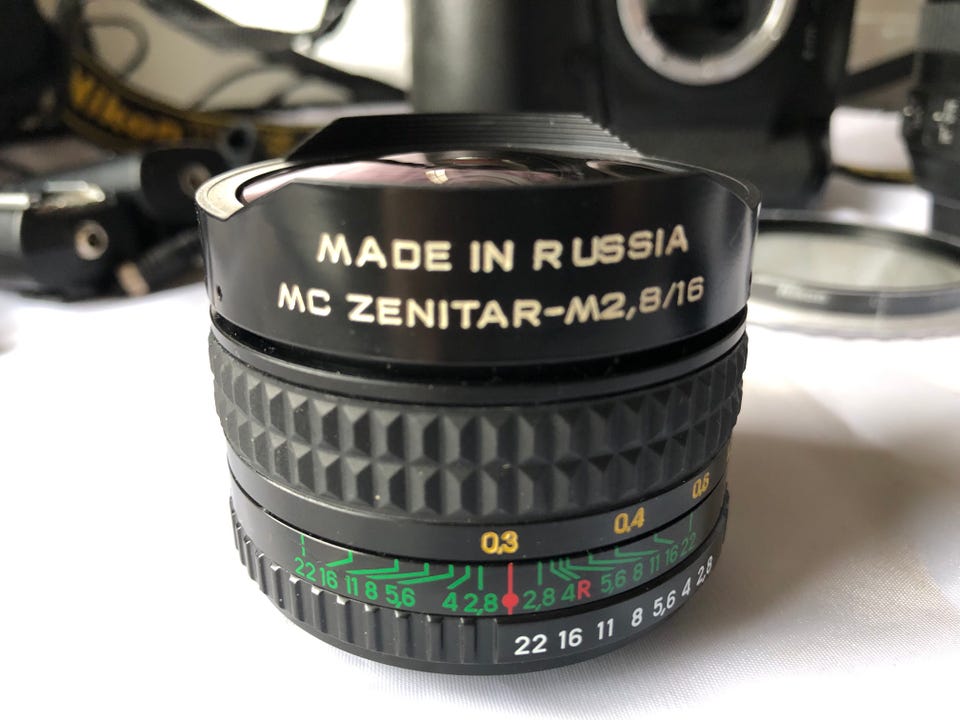 Nikon
MADE IN RUSSIA
MC ZENITAR-M2,8/16
0,3 0,4 0,5
22 16 11 8 5,6 4 2,8 2,8 4 R 5,6 8 11 16 22
22 16 11 8 5,6 4 2,8